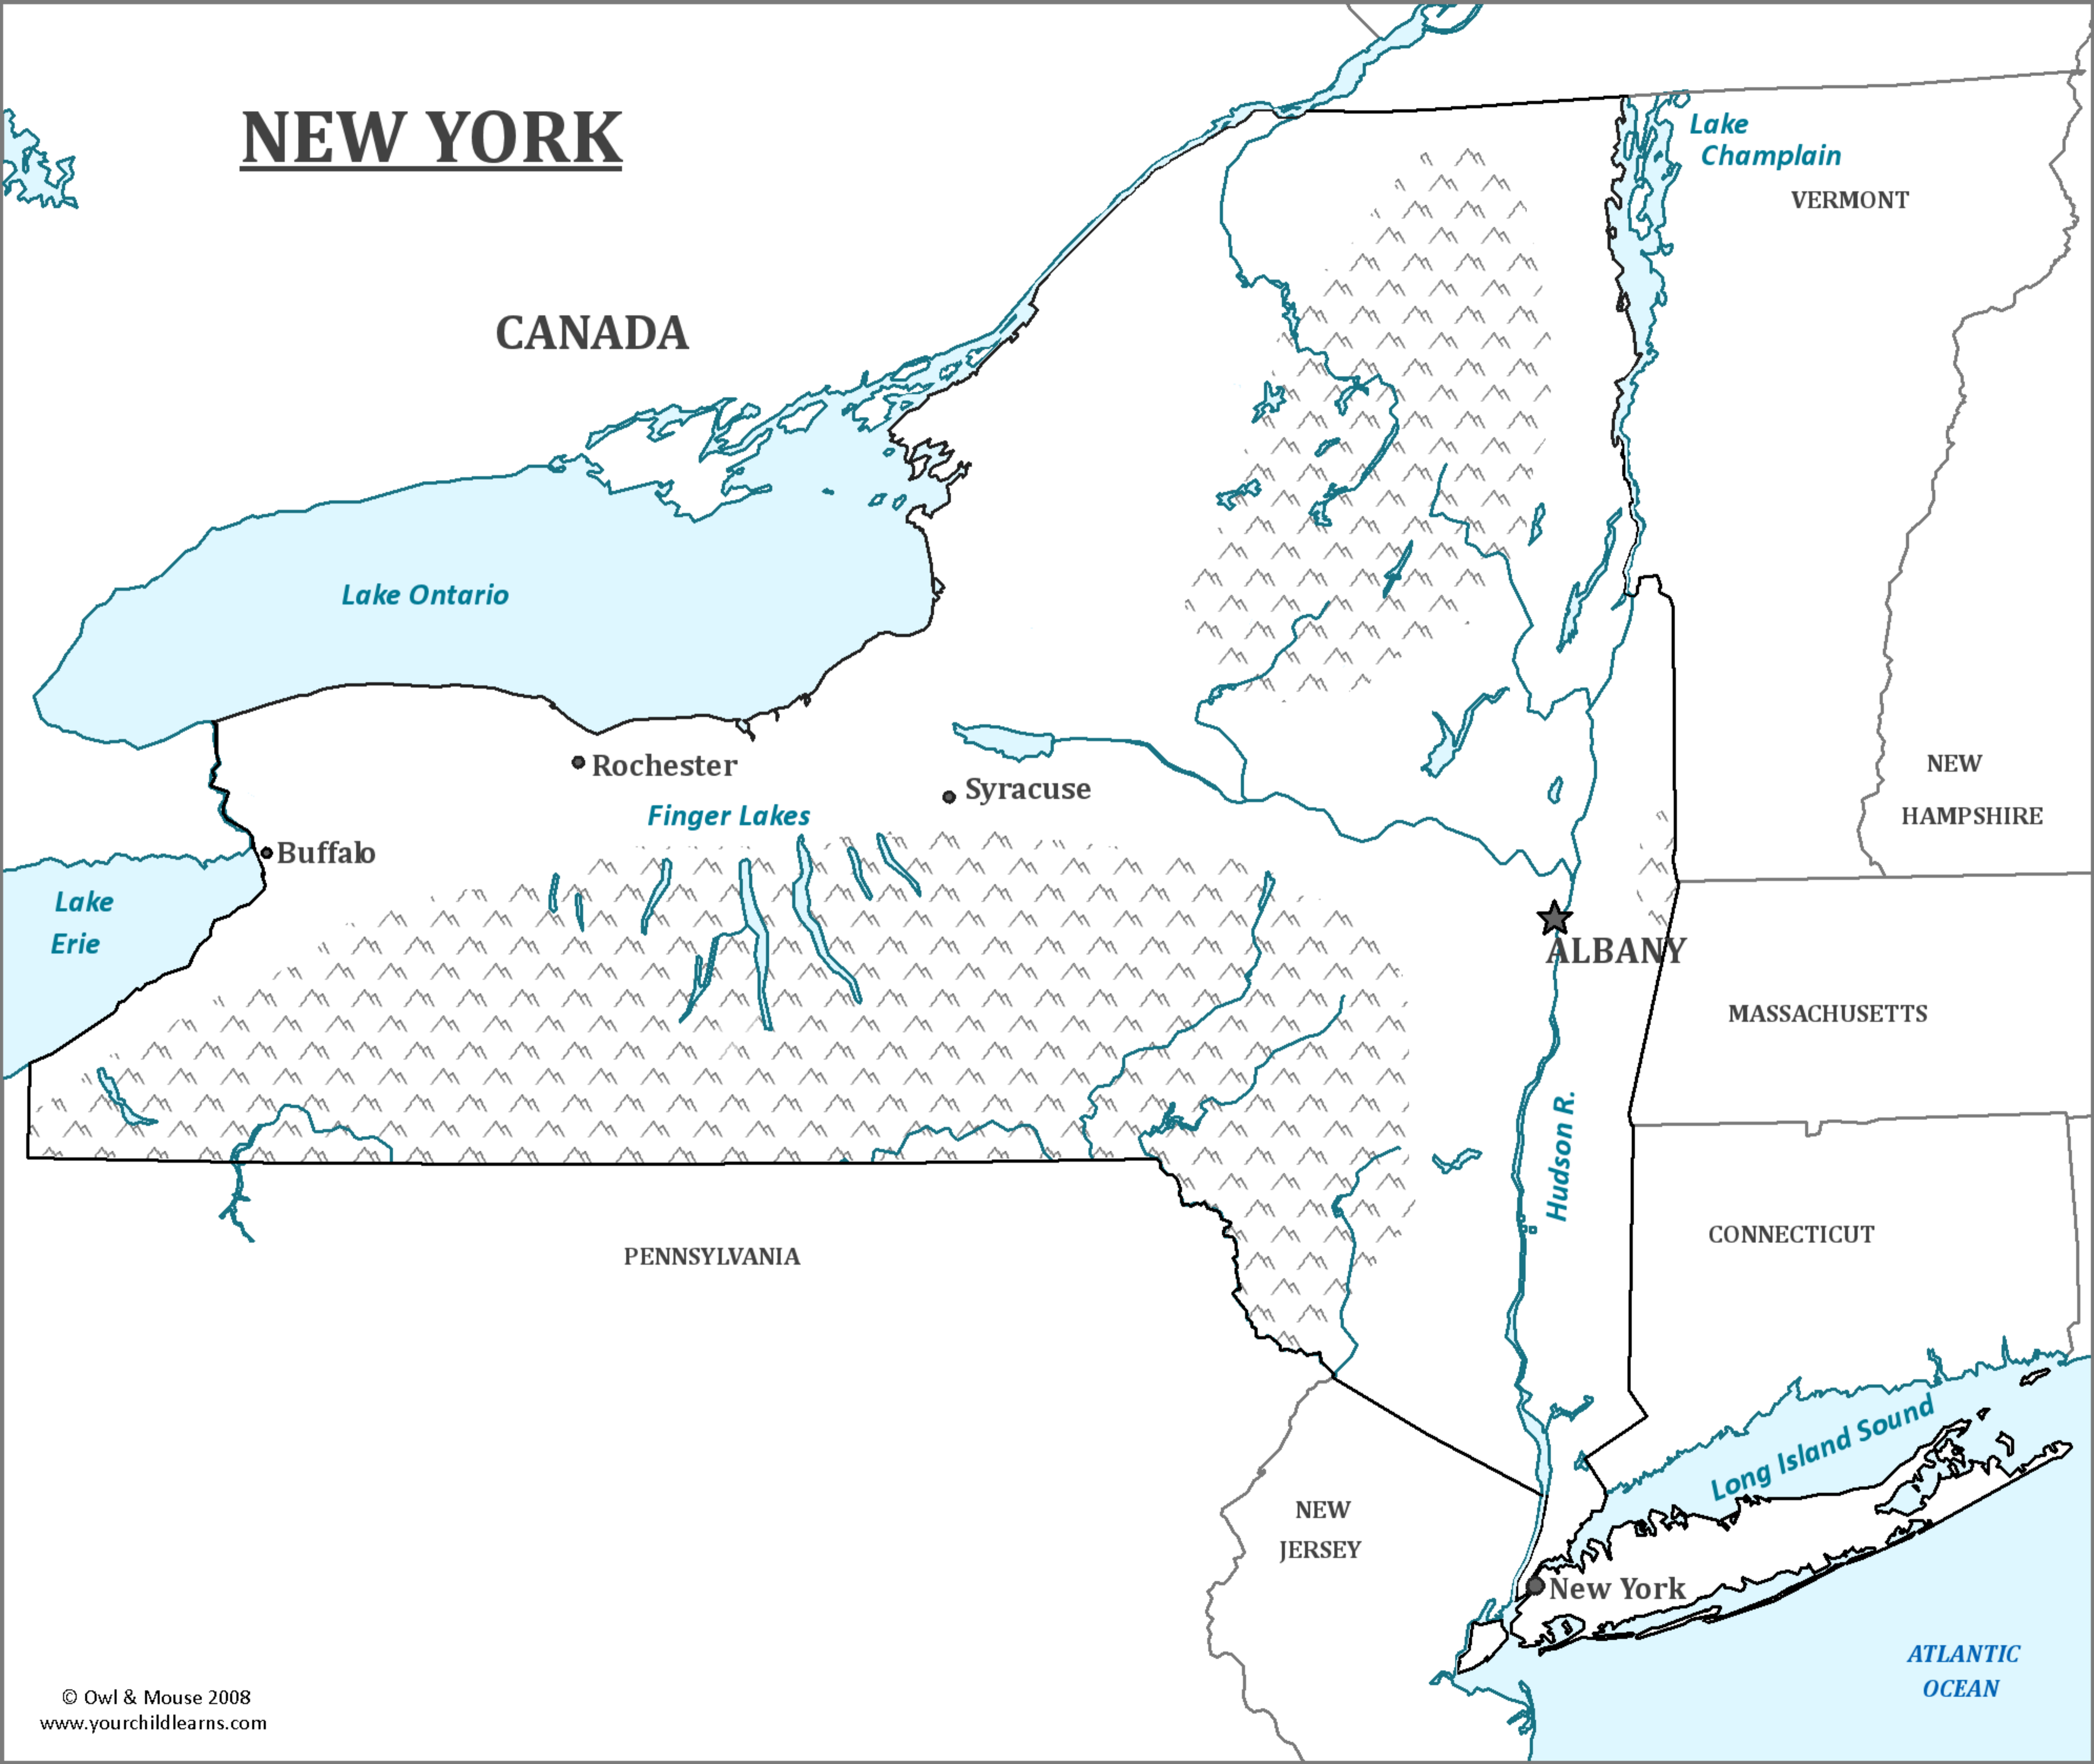 NEW YORK
Lake
Champlain
VERMONT
CANADA
Lake Ontario
Rochester
Syracuse
Finger Lakes
Buffalo
NEW
HAMPSHIRE
Lake
Erie
ALBANY
MASSACHUSETTS
Hudson R.
CONNECTICUT
PENNSYLVANIA
Long Island Sound
NEW
JERSEY
New York
ATLANTIC
OCEAN
© Owl & Mouse 2008
www.yourchildlearns.com